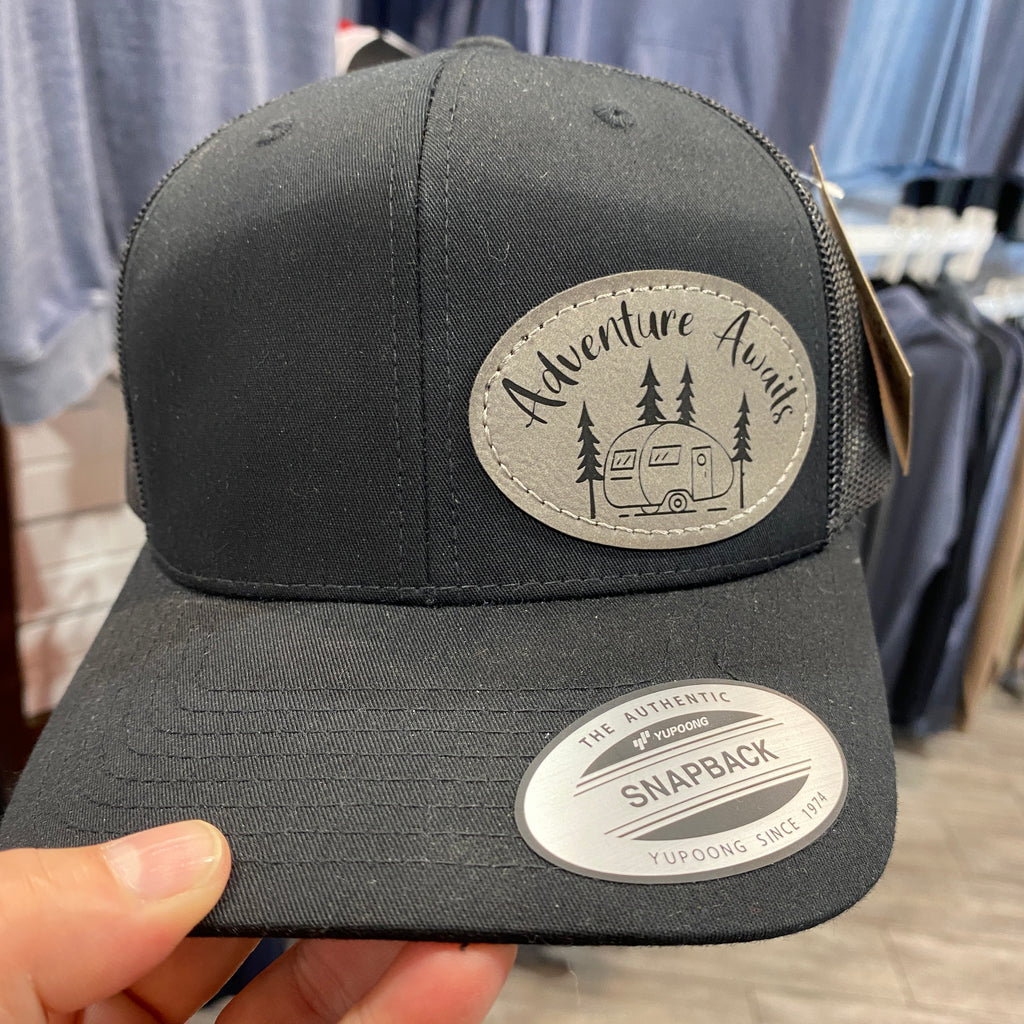 Adventure Awaits
THE AUTHENTIC
YUPOONG
SNAPBACK
YUPOONG SINCE 1974